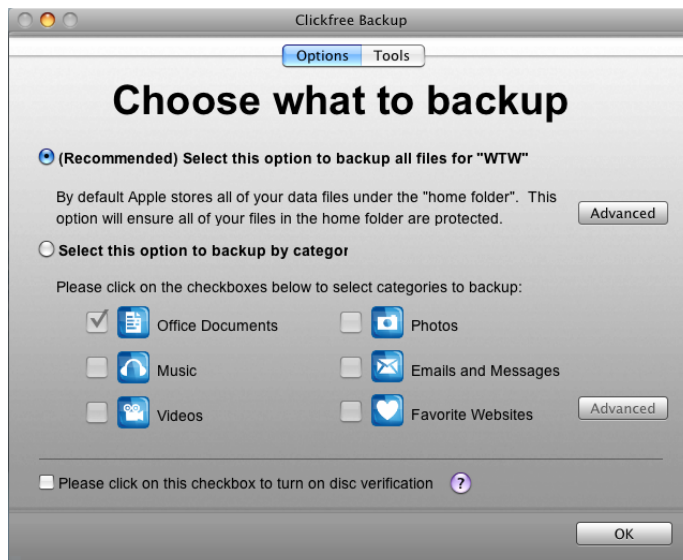 Clickfree Backup
Options Tools
Choose what to backup
(Recommended) Select this option to backup all files for "WTW"
By default Apple stores all of your data files under the "home folder". This
option will ensure all of your files in the home folder are protected.
Advanced
Select this option to backup by categor
Please click on the checkboxes below to select categories to backup:
Office Documents Photos
Music Emails and Messages
Videos Favorite Websites Advanced
Please click on this checkbox to turn on disc verification ?
OK